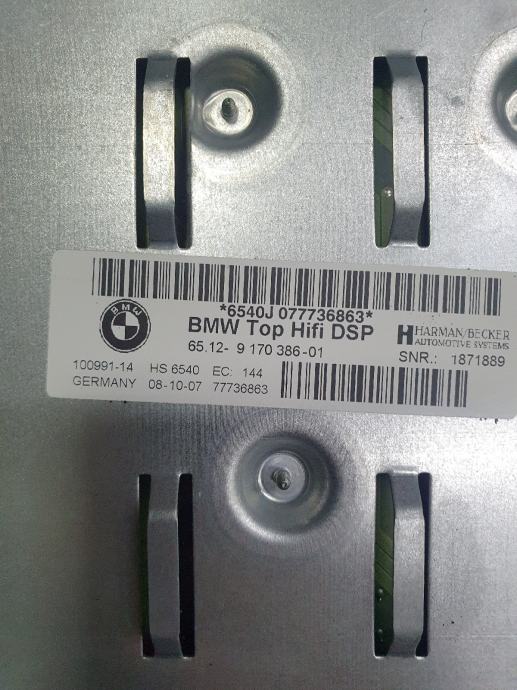 *6540J 077736863*
BMW
BMW Top Hifi DSP
HARMAN/BECKER
AUTOMOTIVE SYSTEMS
65.12- 9 170 386-01
SNR.: 1871889
100991-14 HS 6540 EC: 144
GERMANY 08-10-07 77736863